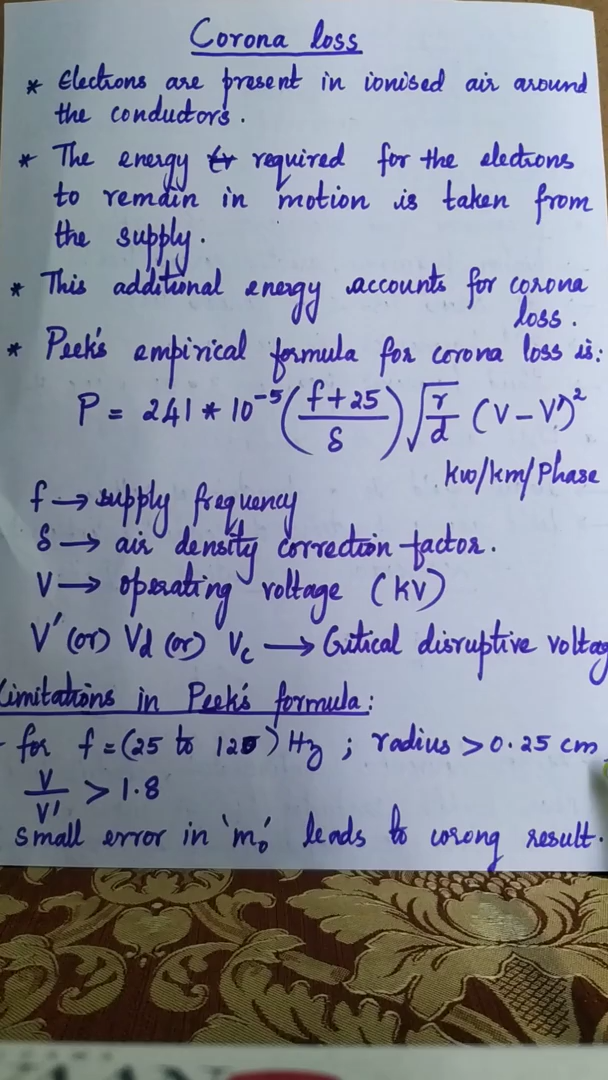 Corona loss
* Electrons are present in ionised air around
the conductors.
* The energy required for the electrons
to remain in motion is taken from
the supply.
* This additional energy accounts for corona
loss.
* Peek's empirical formula for corona loss is:
P = 241 * 10⁻⁵ ((f+25)/δ) √(r/d) (V-V')²
kw/km/Phase
f → supply frequency
δ → air density correction factor.
V → operating voltage (KV)
V' (or) Vd (or) Vc → Critical disruptive voltag
Limitations in Peek's formula:
- for f = (25 to 125) Hz ; radius > 0.25 cm
V/V' > 1.8
small error in 'm₀' leads to wrong result.